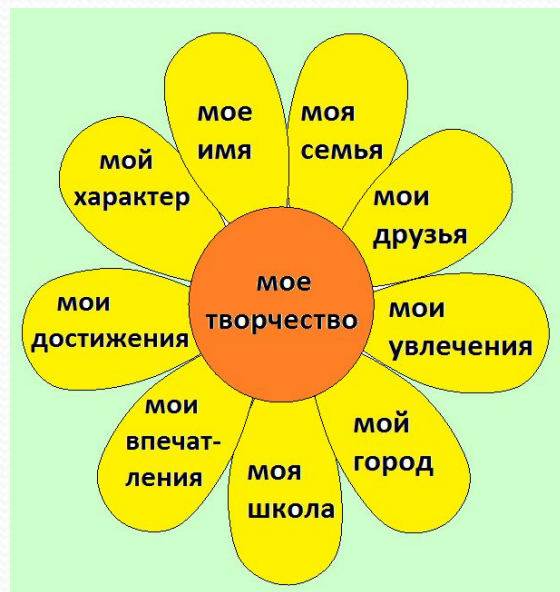 мое
имя
моя
семья
мои
друзья
мои
увлечения
мой
город
моя
школа
мои
впечат-
ления
мои
достижения
мой
характер
мое
творчество